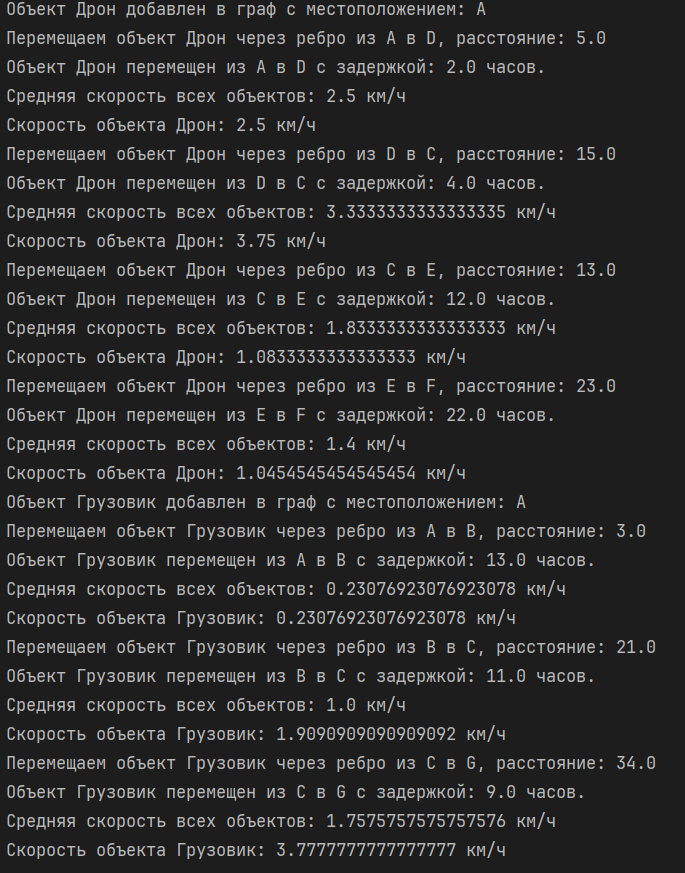 Объект Дрон добавлен в граф с местоположением: A
Перемещаем объект Дрон через ребро из A в D, расстояние: 5.0
Объект Дрон перемещен из A в D с задержкой: 2.0 часов.
Средняя скорость всех объектов: 2.5 км/ч
Скорость объекта Дрон: 2.5 км/ч
Перемещаем объект Дрон через ребро из D в C, расстояние: 15.0
Объект Дрон перемещен из D в C с задержкой: 4.0 часов.
Средняя скорость всех объектов: 3.3333333333333335 км/ч
Скорость объекта Дрон: 3.75 км/ч
Перемещаем объект Дрон через ребро из C в E, расстояние: 13.0
Объект Дрон перемещен из C в E с задержкой: 12.0 часов.
Средняя скорость всех объектов: 1.8333333333333333 км/ч
Скорость объекта Дрон: 1.0833333333333333 км/ч
Перемещаем объект Дрон через ребро из E в F, расстояние: 23.0
Объект Дрон перемещен из E в F с задержкой: 22.0 часов.
Средняя скорость всех объектов: 1.4 км/ч
Скорость объекта Дрон: 1.0454545454545454 км/ч
Объект Грузовик добавлен в граф с местоположением: A
Перемещаем объект Грузовик через ребро из A в B, расстояние: 3.0
Объект Грузовик перемещен из A в B с задержкой: 13.0 часов.
Средняя скорость всех объектов: 0.23076923076923078 км/ч
Скорость объекта Грузовик: 0.23076923076923078 км/ч
Перемещаем объект Грузовик через ребро из B в C, расстояние: 21.0
Объект Грузовик перемещен из B в C с задержкой: 11.0 часов.
Средняя скорость всех объектов: 1.0 км/ч
Скорость объекта Грузовик: 1.9090909090909092 км/ч
Перемещаем объект Грузовик через ребро из C в G, расстояние: 34.0
Объект Грузовик перемещен из C в G с задержкой: 9.0 часов.
Средняя скорость всех объектов: 1.7575757575757576 км/ч
Скорость объекта Грузовик: 3.7777777777777777 км/ч